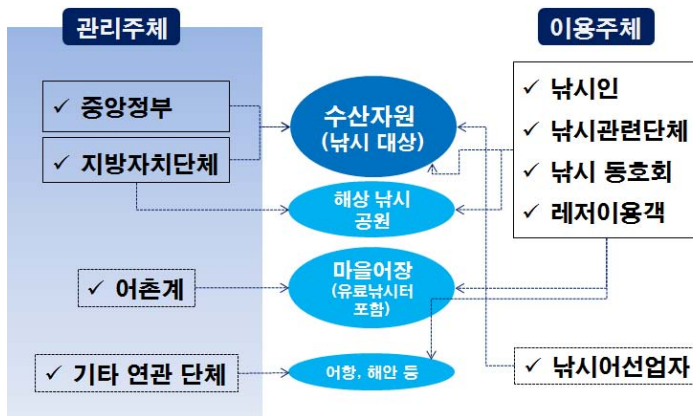 관리주체
✓ 중앙정부
✓ 지방자치단체
✓ 어촌계
✓ 기타 연관 단체
수산자원
(낚시 대상)
해상 낚시
공원
마을어장
(유료낚시터
포함)
어항, 해안 등
이용주체
✓ 낚시인
✓ 낚시관련단체
✓ 낚시 동호회
✓ 레저이용객
✓ 낚시어선업자